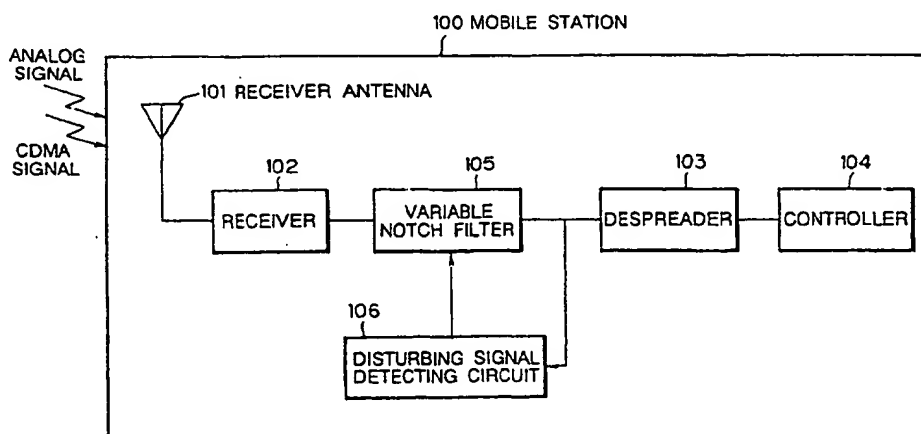 100 MOBILE STATION
ANALOG
SIGNAL
101 RECEIVER ANTENNA
CDMA
SIGNAL
102
105
103
104
RECEIVER
VARIABLE
NOTCH FILTER
DESPREADER
CONTROLLER
106
DISTURBING SIGNAL
DETECTING CIRCUIT